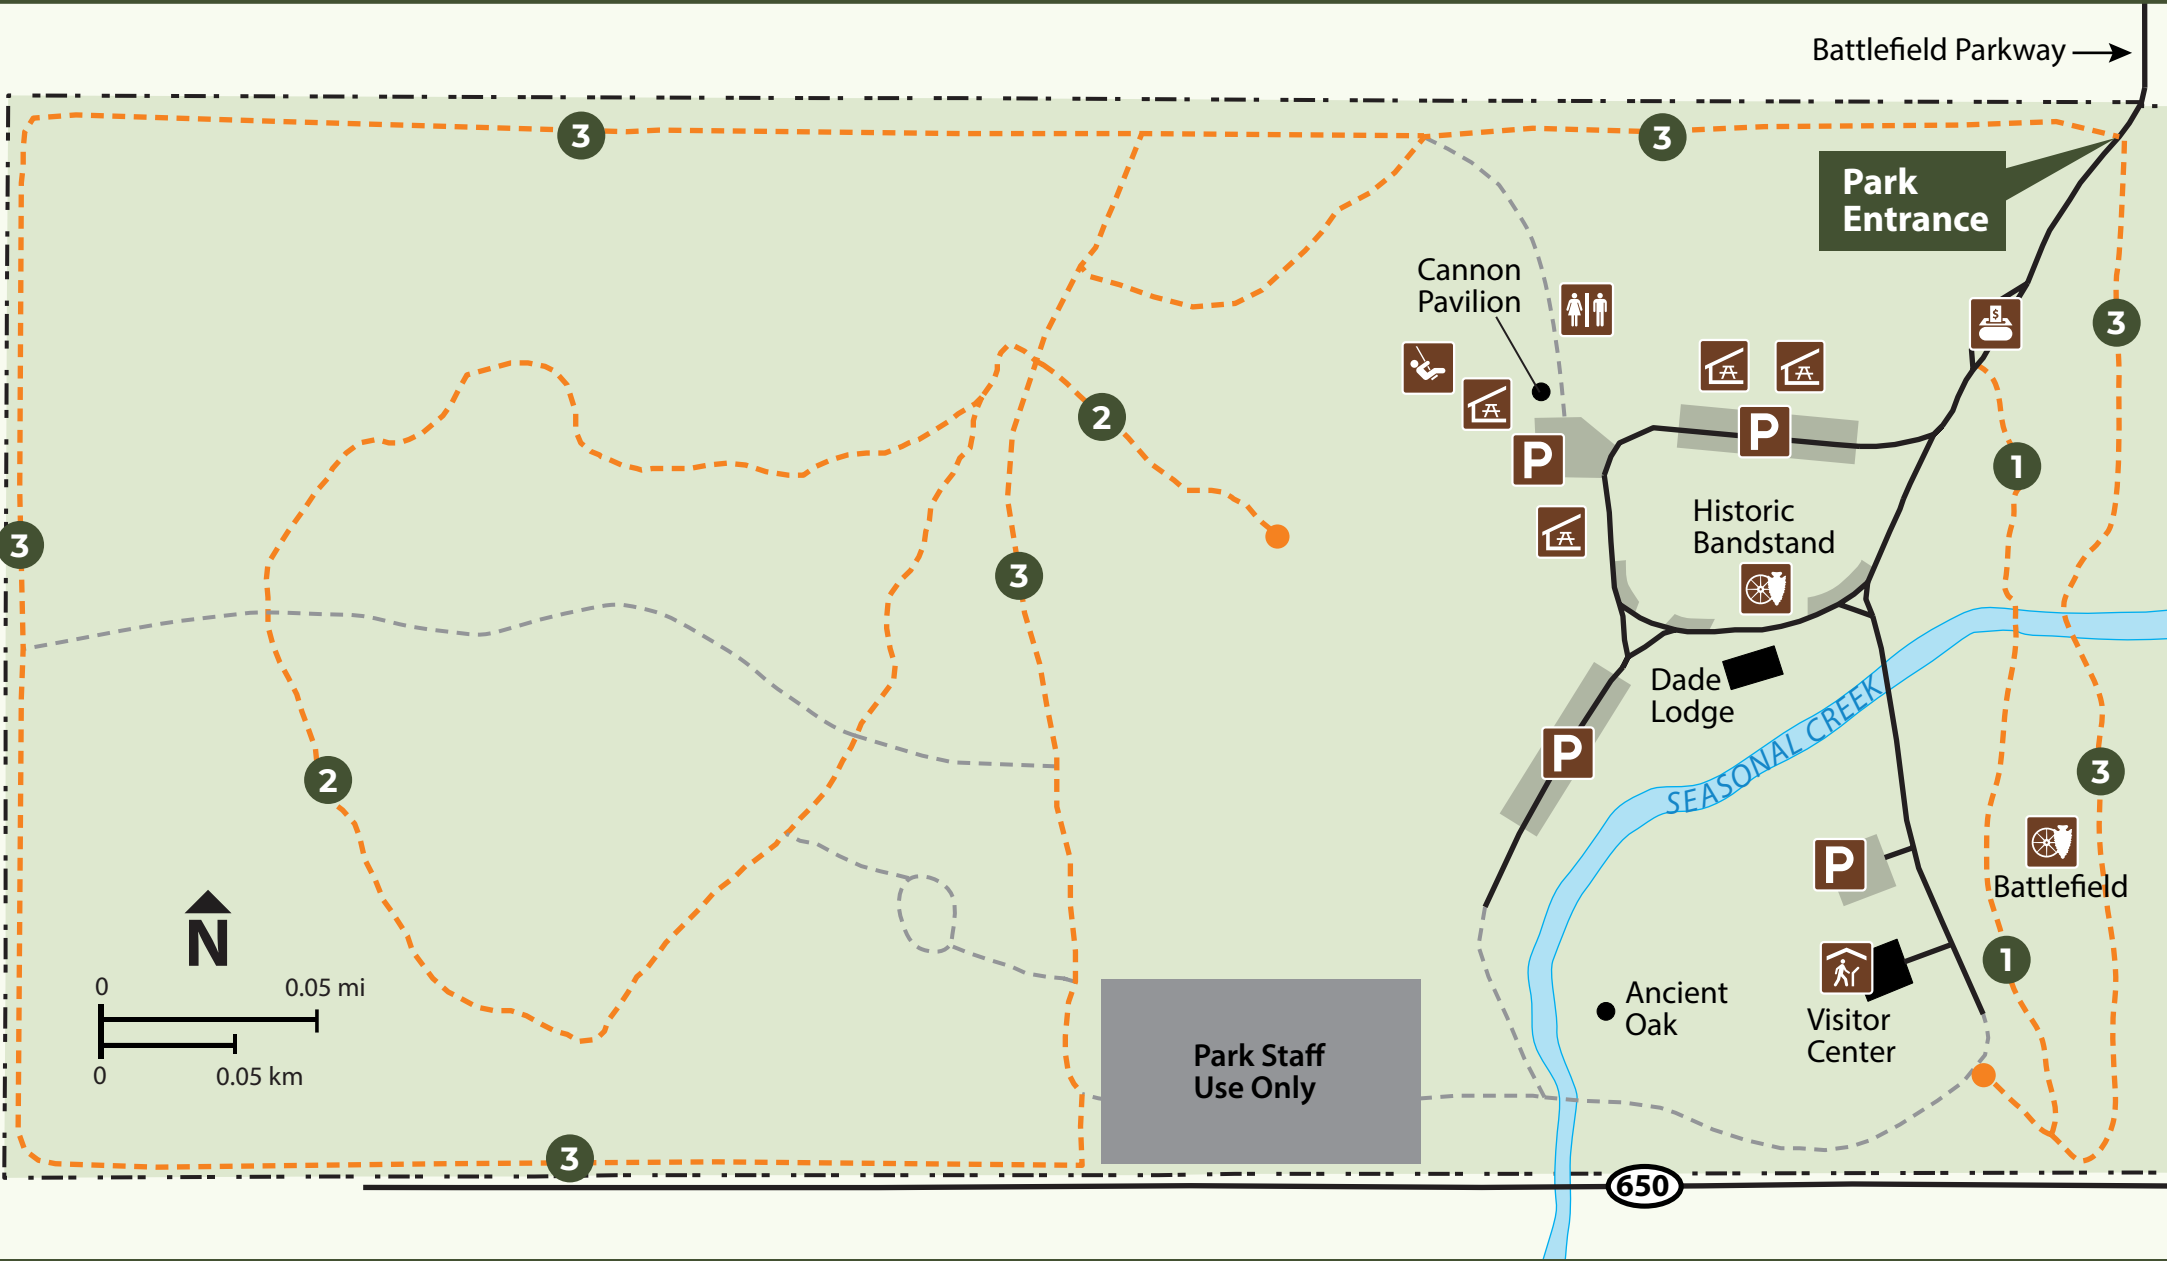 Battlefield Parkway
3
3
Park
Entrance
Cannon
Pavilion
$
3
2
P
P
1
Historic
Bandstand
3
3
Dade
Lodge
SEASONAL CREEK
P
2
3
P
Battlefield
N
1
0
0.05 mi
Ancient
Oak
Visitor
Center
Park Staff
Use Only
0
0.05 km
3
650